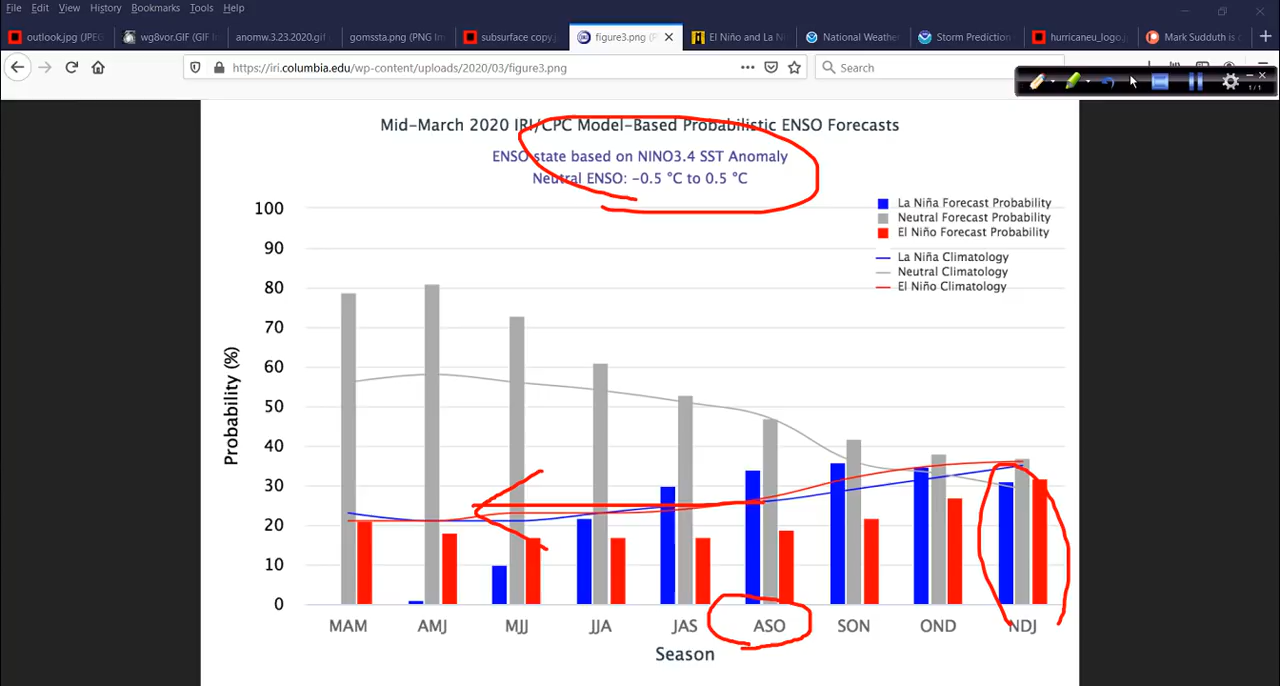 File Edit View History Bookmarks Tools Help
outlook.jpg (JPEG wg8vor.GIF (GIF Im anomw.3.23.2020.gif gomssta.png (PNG Im subsurface copy.j figure3.png (P El Niño and La N National Weathe Storm Prediction hurricaneu_logo.j Mark Sudduth is c
https://iri.columbia.edu/wp-content/uploads/2020/03/figure3.png Search
1/1
Mid-March 2020 IRI/CPC Model-Based Probabilistic ENSO Forecasts
ENSO state based on NINO3.4 SST Anomaly
Neutral ENSO: -0.5 °C to 0.5 °C
La Niña Forecast Probability
Neutral Forecast Probability
El Niño Forecast Probability
La Niña Climatology
Neutral Climatology
El Niño Climatology
100
90
80
70
60
50
40
30
20
10
0
Probability (%)
MAM AMJ MJJ JJA JAS ASO SON OND NDJ
Season